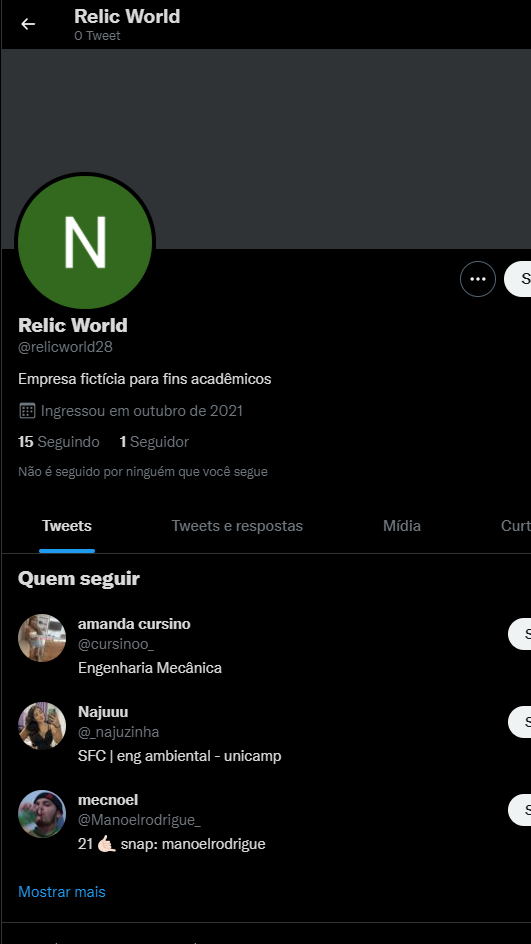 Relic World
0 Tweet
N
Relic World
@relicworld28
Empresa fictícia para fins acadêmicos
Ingressou em outubro de 2021
15 Seguindo 1 Seguidor
Não é seguido por ninguém que você segue
Tweets Tweets e respostas Mídia Curt
Quem seguir
amanda cursino
@cursinoo_
Engenharia Mecânica
Najuuu
@_najuzinha
SFC | eng ambiental - unicamp
mecnoel
@Manoelrodrigue_
21 🤙🏻 snap: manoelrodrigue
Mostrar mais